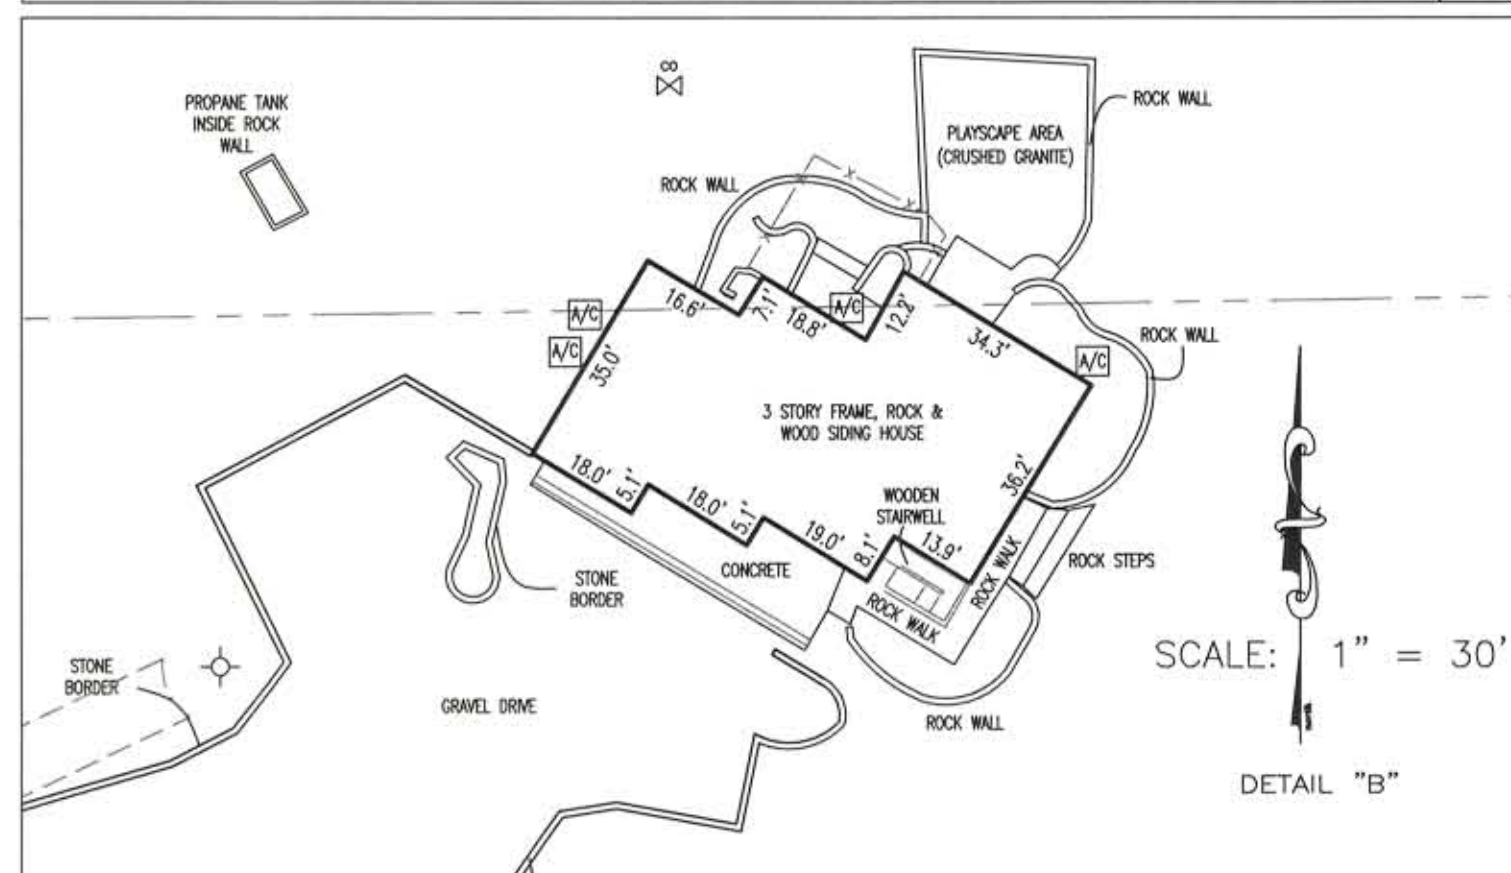 PROPANE TANK
INSIDE ROCK
WALL
8
ROCK WALL
PLAYSCAPE AREA
(CRUSHED GRANITE)
ROCK WALL
X
X
X
X
A/C
A/C
16.6'
7.1'
18.8'
A/C
12.2'
34.3'
A/C
ROCK WALL
35.0'
3 STORY FRAME, ROCK &
WOOD SIDING HOUSE
36.2'
18.0'
5.1'
18.0'
5.1'
19.0'
8.1'
13.9'
WOODEN
STAIRWELL
CONCRETE
ROCK WALK
ROCK WALK
ROCK STEPS
STONE
BORDER
STONE
BORDER
GRAVEL DRIVE
ROCK WALL
SCALE: 1" = 30'
DETAIL "B"